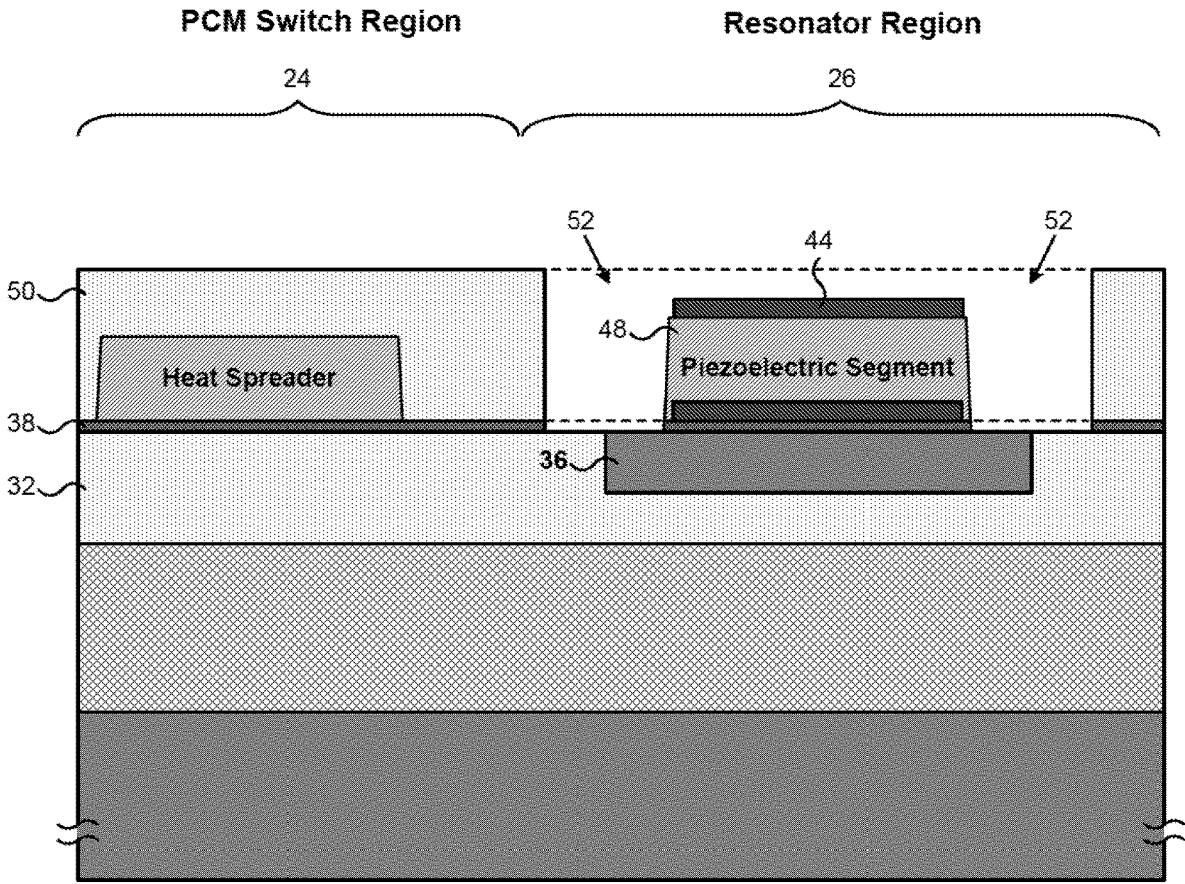 PCM Switch Region
Resonator Region
24
26
52
44
52
50
48
Heat Spreader
Piezoelectric Segment
38
36
32